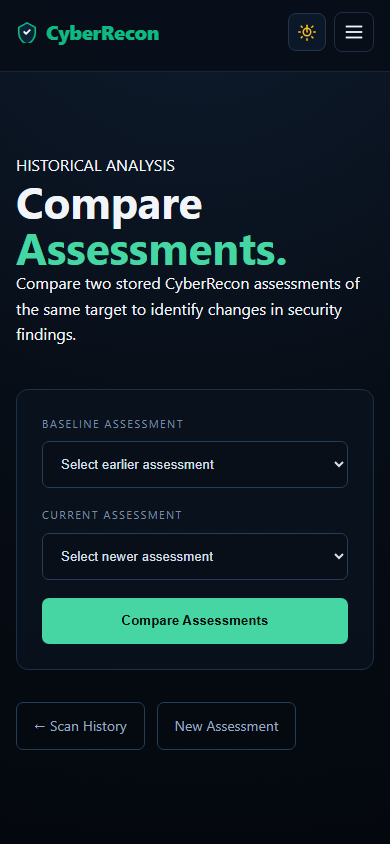 CyberRecon
HISTORICAL ANALYSIS
Compare
Assessments.
Compare two stored CyberRecon assessments of
the same target to identify changes in security
findings.
BASELINE ASSESSMENT
Select earlier assessment
CURRENT ASSESSMENT
Select newer assessment
Compare Assessments
← Scan History
New Assessment